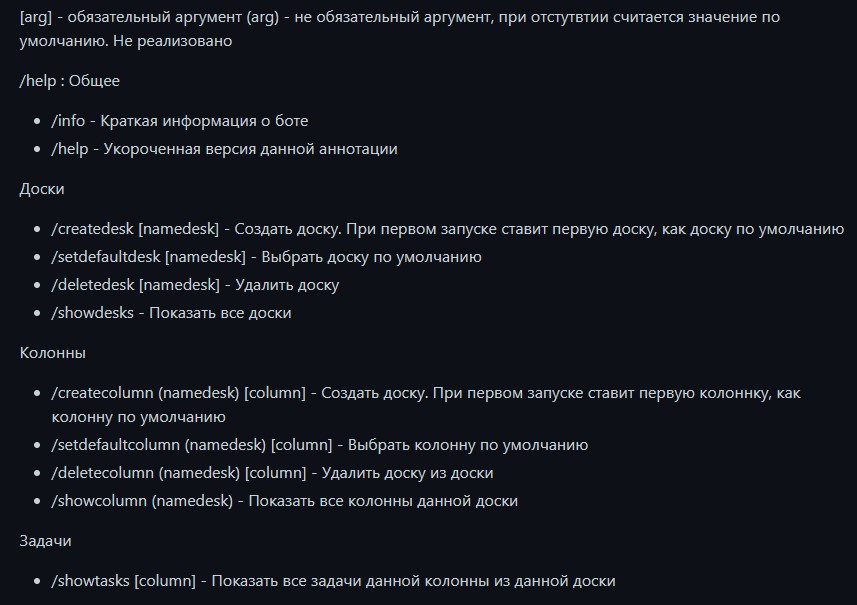 [arg] - обязательный аргумент (arg) - не обязательный аргумент, при отстутвтии считается значение по
умолчанию. Не реализовано
/help : Общее
• /info - Краткая информация о боте
• /help - Укороченная версия данной аннотации
Доски
• /createdesk [namedesk] - Создать доску. При первом запуске ставит первую доску, как доску по умолчанию
• /setdefaultdesk [namedesk] - Выбрать доску по умолчанию
• /deletedesk [namedesk] - Удалить доску
• /showdesks - Показать все доски
Колонны
• /createcolumn (namedesk) [column] - Создать доску. При первом запуске ставит первую колоннку, как
колонну по умолчанию
• /setdefaultcolumn (namedesk) [column] - Выбрать колонну по умолчанию
• /deletecolumn (namedesk) [column] - Удалить доску из доски
• /showcolumn (namedesk) - Показать все колонны данной доски
Задачи
• /showtasks [column] - Показать все задачи данной колонны из данной доски